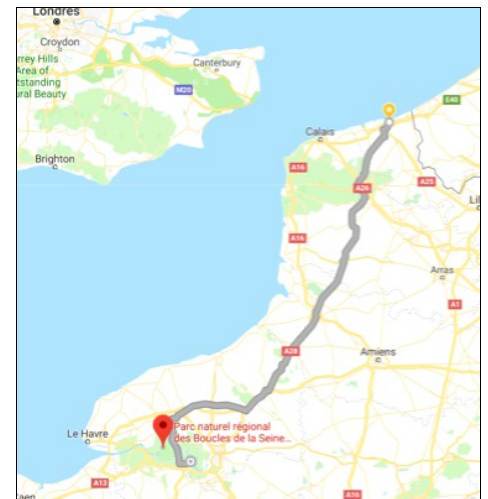 Londres
Croydon
rrey Hills
Area of
tstanding
ural Beauty
Canterbury
M20
Brighton
E40
Calais
A16
A26
A25
Lil
A16
Arras
A1
A28
Amiens
Parc naturel régional
des Boucles de la Seine...
Le Havre
A13
aen
A16